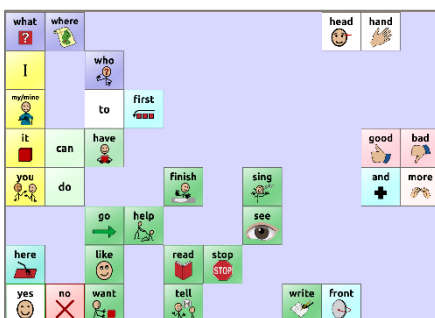 what where head hand
I who
my/mine to first
it can have good bad
you do finish sing and more
go help see
here like read stop
STOP
yes no want tell write front